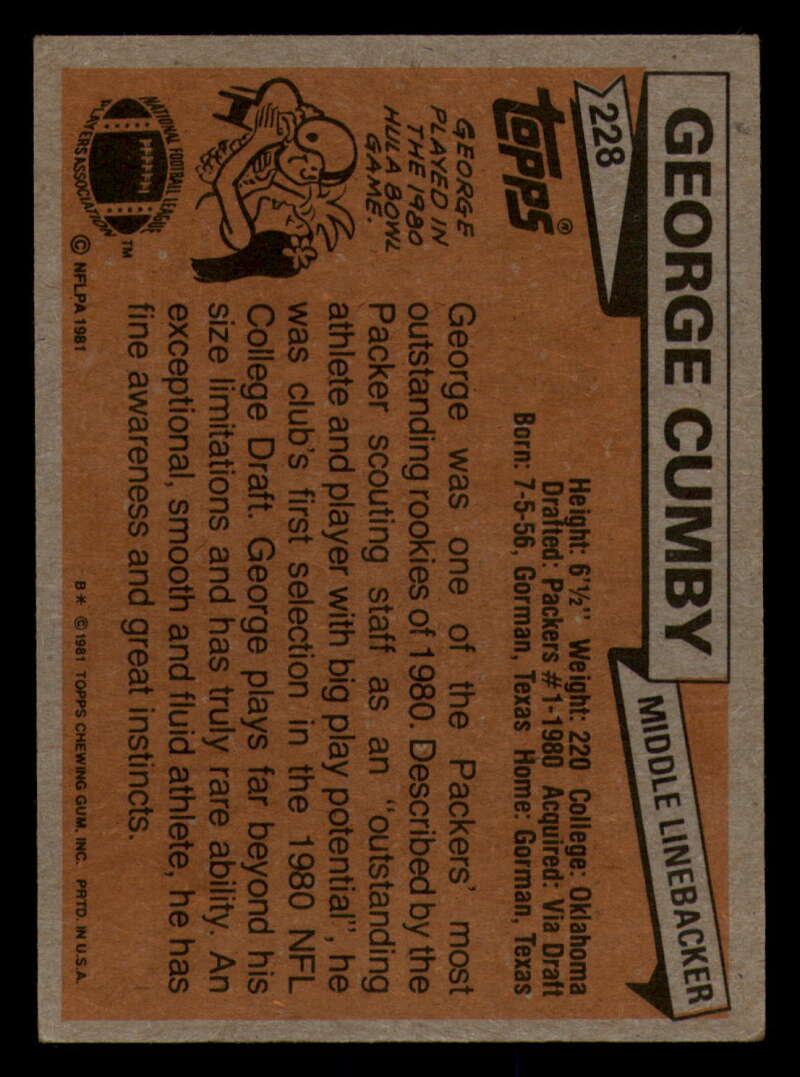 228
GEORGE CUMBY
MIDDLE LINEBACKER
TOPPS®
Height: 6'½" Weight: 220 College: Oklahoma
Drafted: Packers #1-1980 Acquired: Via Draft
Born: 7-5-56, Gorman, Texas Home: Gorman, Texas
GEORGE
PLAYED IN
THE 1980
HULA BOWL
GAME.
George was one of the Packers' most
outstanding rookies of 1980. Described by the
Packer scouting staff as an "outstanding
athlete and player with big play potential", he
was club's first selection in the 1980 NFL
College Draft. George plays far beyond his
size limitations and has truly rare ability. An
exceptional, smooth and fluid athlete, he has
fine awareness and great instincts.
NATIONAL FOOTBALL LEAGUE
PLAYERS ASSOCIATION
™
© NFLPA 1981
B* © 1981 TOPPS CHEWING GUM, INC. PRTD. IN U.S.A.